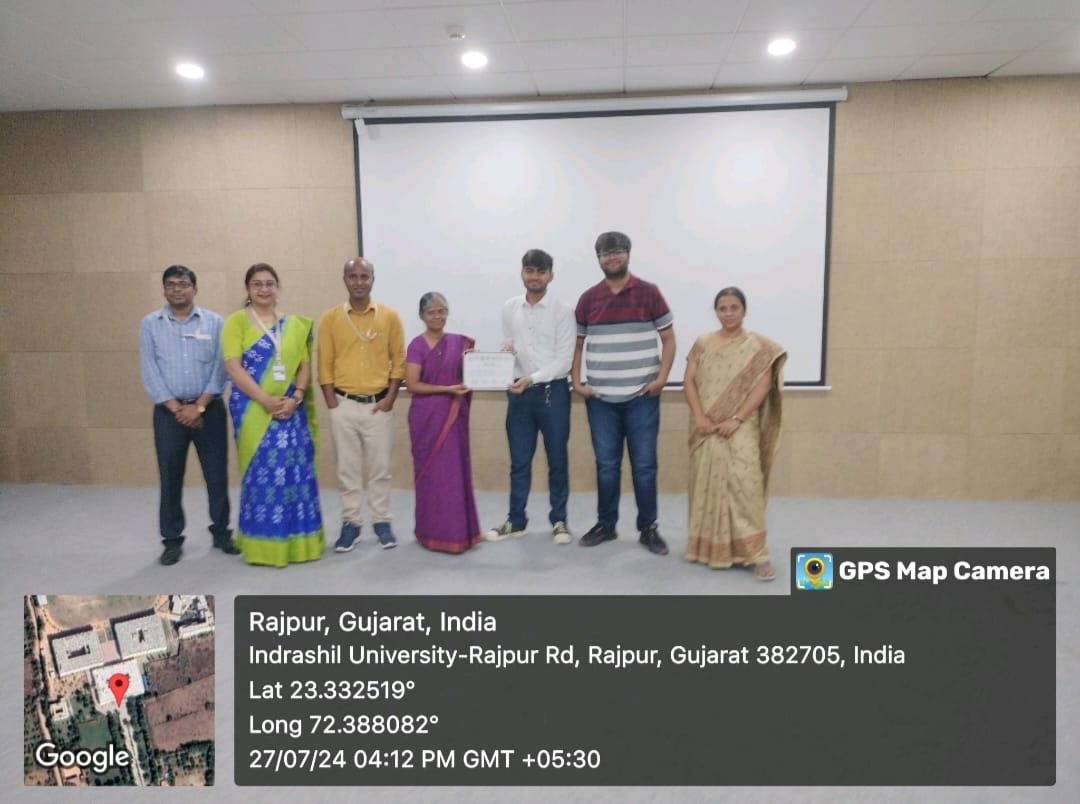 GPS Map Camera
Rajpur, Gujarat, India
Indrashil University-Rajpur Rd, Rajpur, Gujarat 382705, India
Lat 23.332519°
Long 72.388082°
27/07/24 04:12 PM GMT +05:30
Google